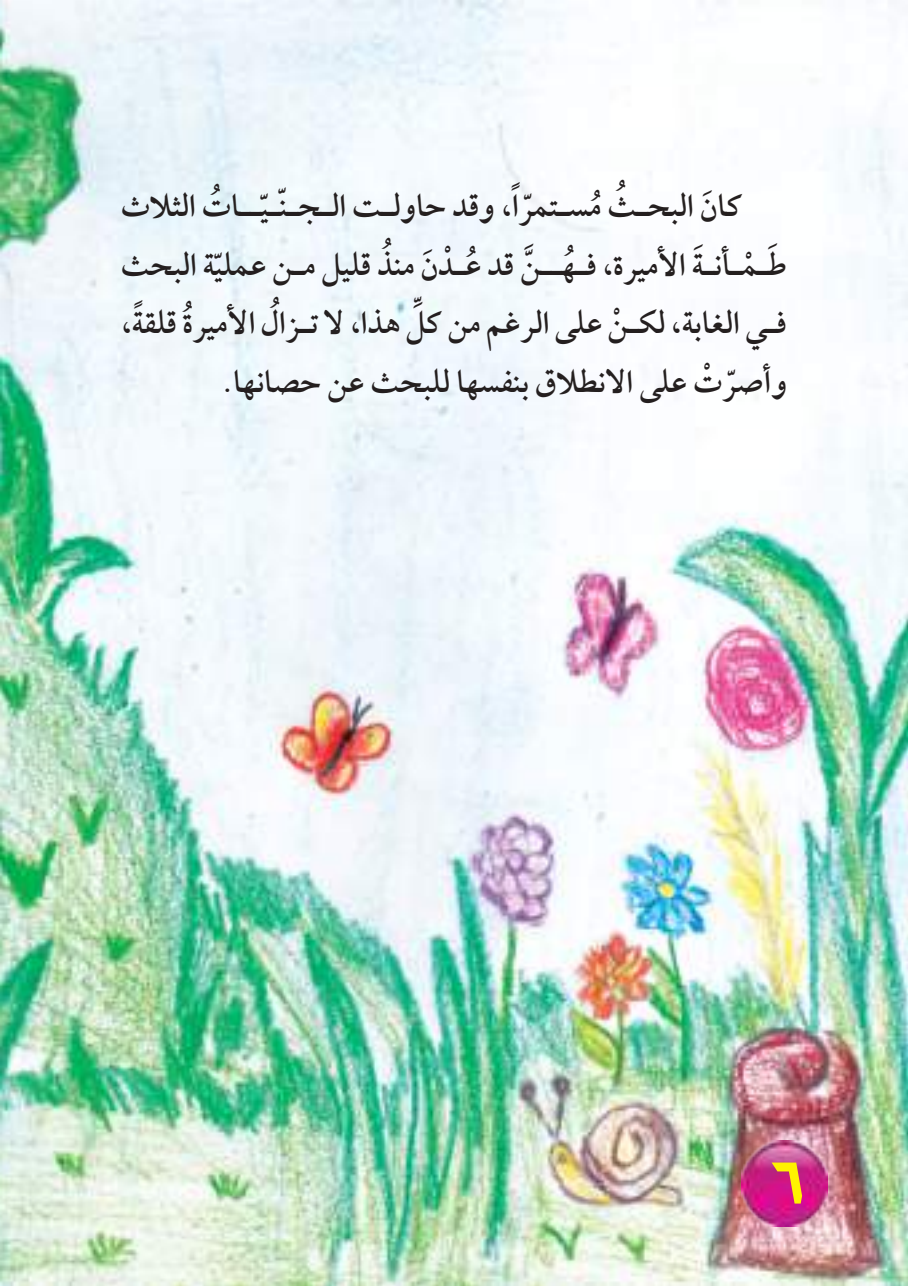 كانَ البحثُ مُستمرّاً، وقد حاولت الجنّيّاتُ الثلاث
طَمْأنةَ الأميرة، فهُنَّ قد عُدْنَ منذُ قليل من عمليّة البحث
في الغابة، لكنْ على الرغم من كلِّ هذا، لا تزالُ الأميرةُ قلقةً،
وأصرّتْ على الانطلاق بنفسها للبحث عن حصانها.
٦